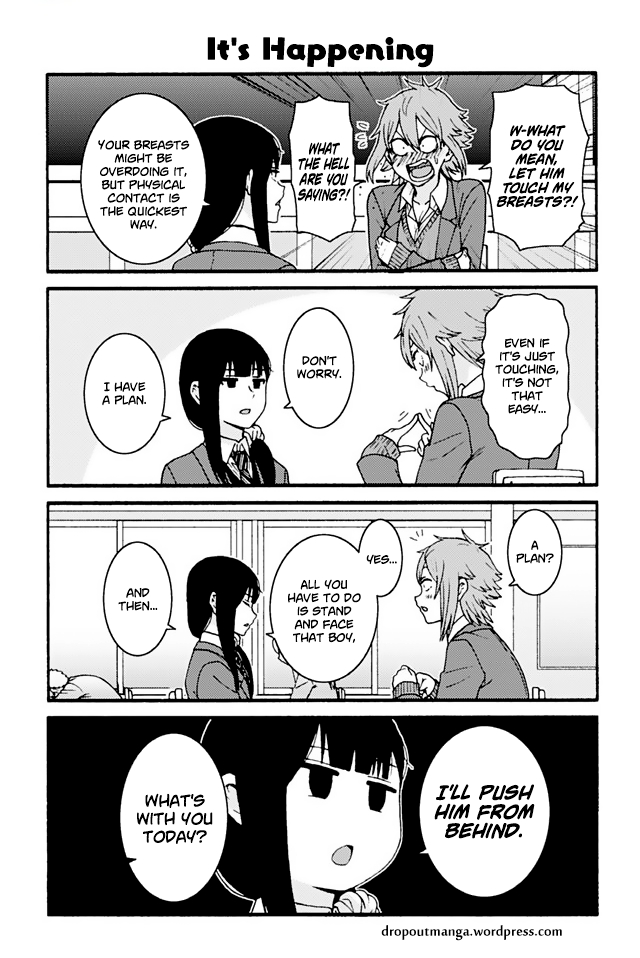 It's Happening
W-WHAT
DO YOU
MEAN,
LET HIM
TOUCH MY
BREASTS?!
WHAT
THE HELL
ARE YOU
SAYING?!
YOUR BREASTS
MIGHT BE
OVERDOING IT,
BUT PHYSICAL
CONTACT IS
THE QUICKEST
WAY.
EVEN IF
IT'S JUST
TOUCHING,
IT'S NOT
THAT
EASY...
DON'T
WORRY.
I HAVE
A PLAN.
A
PLAN?
YES...
ALL YOU
HAVE TO DO
IS STAND
AND FACE
THAT BOY,
AND
THEN...
I'LL PUSH
HIM FROM
BEHIND.
WHAT'S
WITH YOU
TODAY?
dropoutmanga.wordpress.com